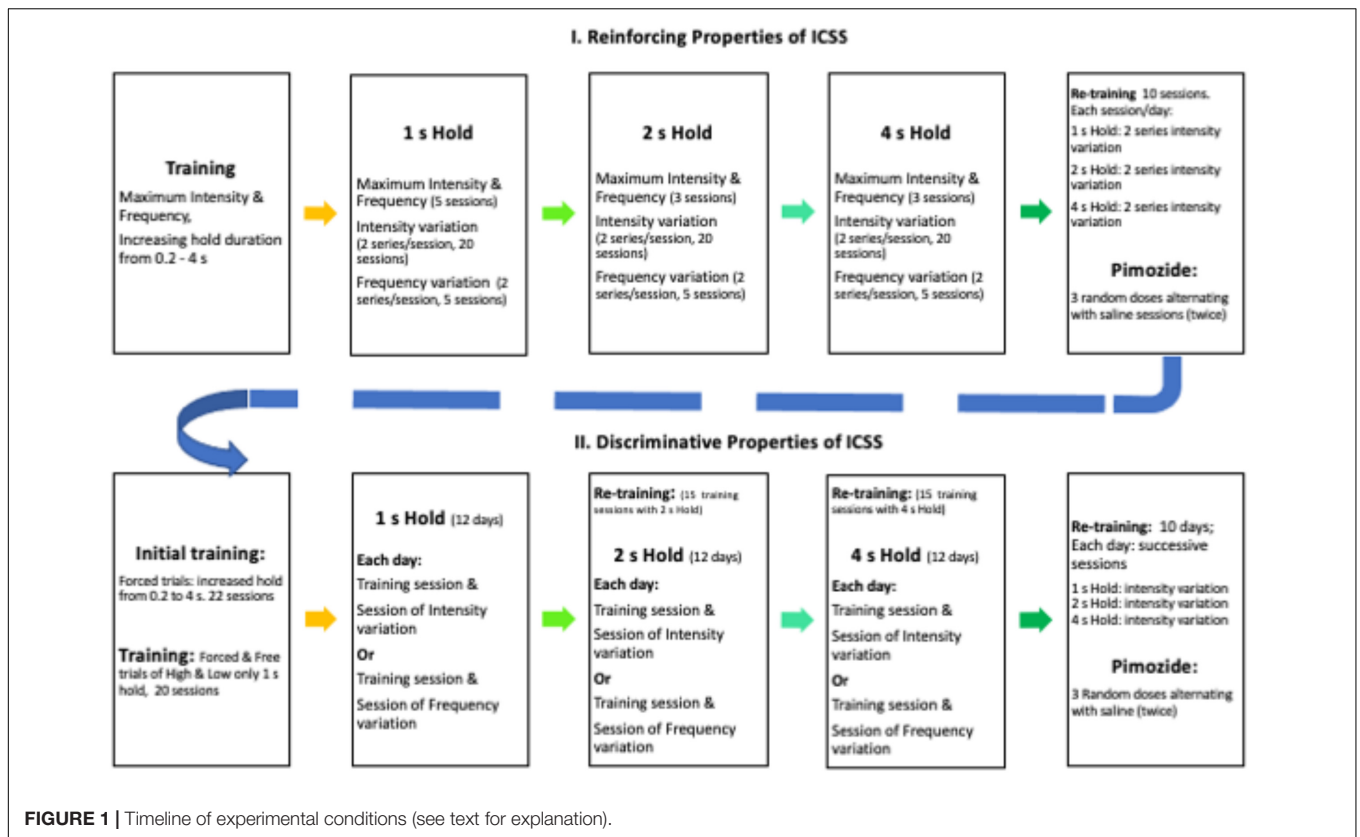 I. Reinforcing Properties of ICSS
Training
Maximum Intensity &
Frequency,
Increasing hold duration
from 0.2 - 4 s
1 s Hold
Maximum Intensity &
Frequency (5 sessions)
Intensity variation
(2 series/session, 20
sessions)
Frequency variation (2
series/session, 5 sessions)
2 s Hold
Maximum Intensity &
Frequency (3 sessions)
Intensity variation
(2 series/session, 20
sessions)
Frequency variation (2
series/session, 5 sessions)
4 s Hold
Maximum Intensity &
Frequency (3 sessions)
Intensity variation
(2 series/session, 20
sessions)
Frequency variation (2
series/session, 5 sessions)
Re-training 10 sessions.
Each session/day:
1 s Hold: 2 series intensity
variation
2 s Hold: 2 series intensity
variation
4 s Hold: 2 series intensity
variation
Pimozide:
3 random doses alternating
with saline sessions (twice)
II. Discriminative Properties of ICSS
Initial training:
Forced trials: increased hold
from 0.2 to 4 s. 22 sessions
Training: Forced & Free
trials of High & Low only 1 s
hold, 20 sessions
1 s Hold (12 days)
Each day:
Training session &
Session of Intensity
variation
Or
Training session &
Session of Frequency
variation
Re-training: (15 training
sessions with 2 s Hold)
2 s Hold (12 days)
Each day:
Training session &
Session of Intensity
variation
Or
Training session &
Session of Frequency
variation
Re-training: (15 training
sessions with 4 s Hold)
4 s Hold (12 days)
Each day:
Training session &
Session of Intensity
variation
Or
Training session &
Session of Frequency
variation
Re-training: 10 days;
Each day: successive
sessions
1 s Hold: intensity variation
2 s Hold: intensity variation
4 s Hold: intensity variation
Pimozide:
3 Random doses alternating
with saline (twice)
FIGURE 1 | Timeline of experimental conditions (see text for explanation).